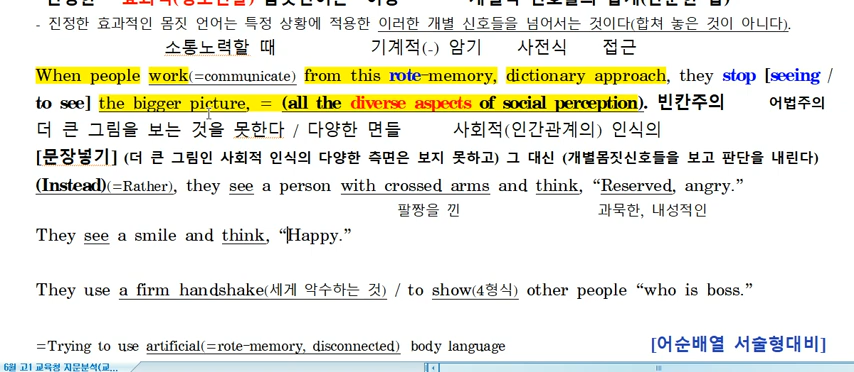 - 진정한 효과적인 몸짓 언어는 특정 상황에 적용한 이러한 개별 신호들을 넘어서는 것이다(합쳐 놓은 것이 아니다).
소통노력할 때 기계적(-) 암기 사전식 접근
When people work(=communicate) from this rote-memory, dictionary approach, they stop [seeing /
to see] the bigger picture, = (all the diverse aspects of social perception). 빈칸주의 어법주의
더 큰 그림을 보는 것을 못한다 / 다양한 면들 사회적(인간관계의) 인식의
[문장넣기] (더 큰 그림인 사회적 인식의 다양한 측면은 보지 못하고) 그 대신 (개별몸짓신호들을 보고 판단을 내린다)
(Instead)(=Rather), they see a person with crossed arms and think, “Reserved, angry.”
팔짱을 낀 과묵한, 내성적인
They see a smile and think, “Happy.”
They use a firm handshake(세게 악수하는 것) / to show(4형식) other people “who is boss.”
=Trying to use artificial(=rote-memory, disconnected) body language [어순배열 서술형대비]
6월 고1 교육청 지문분석(교...